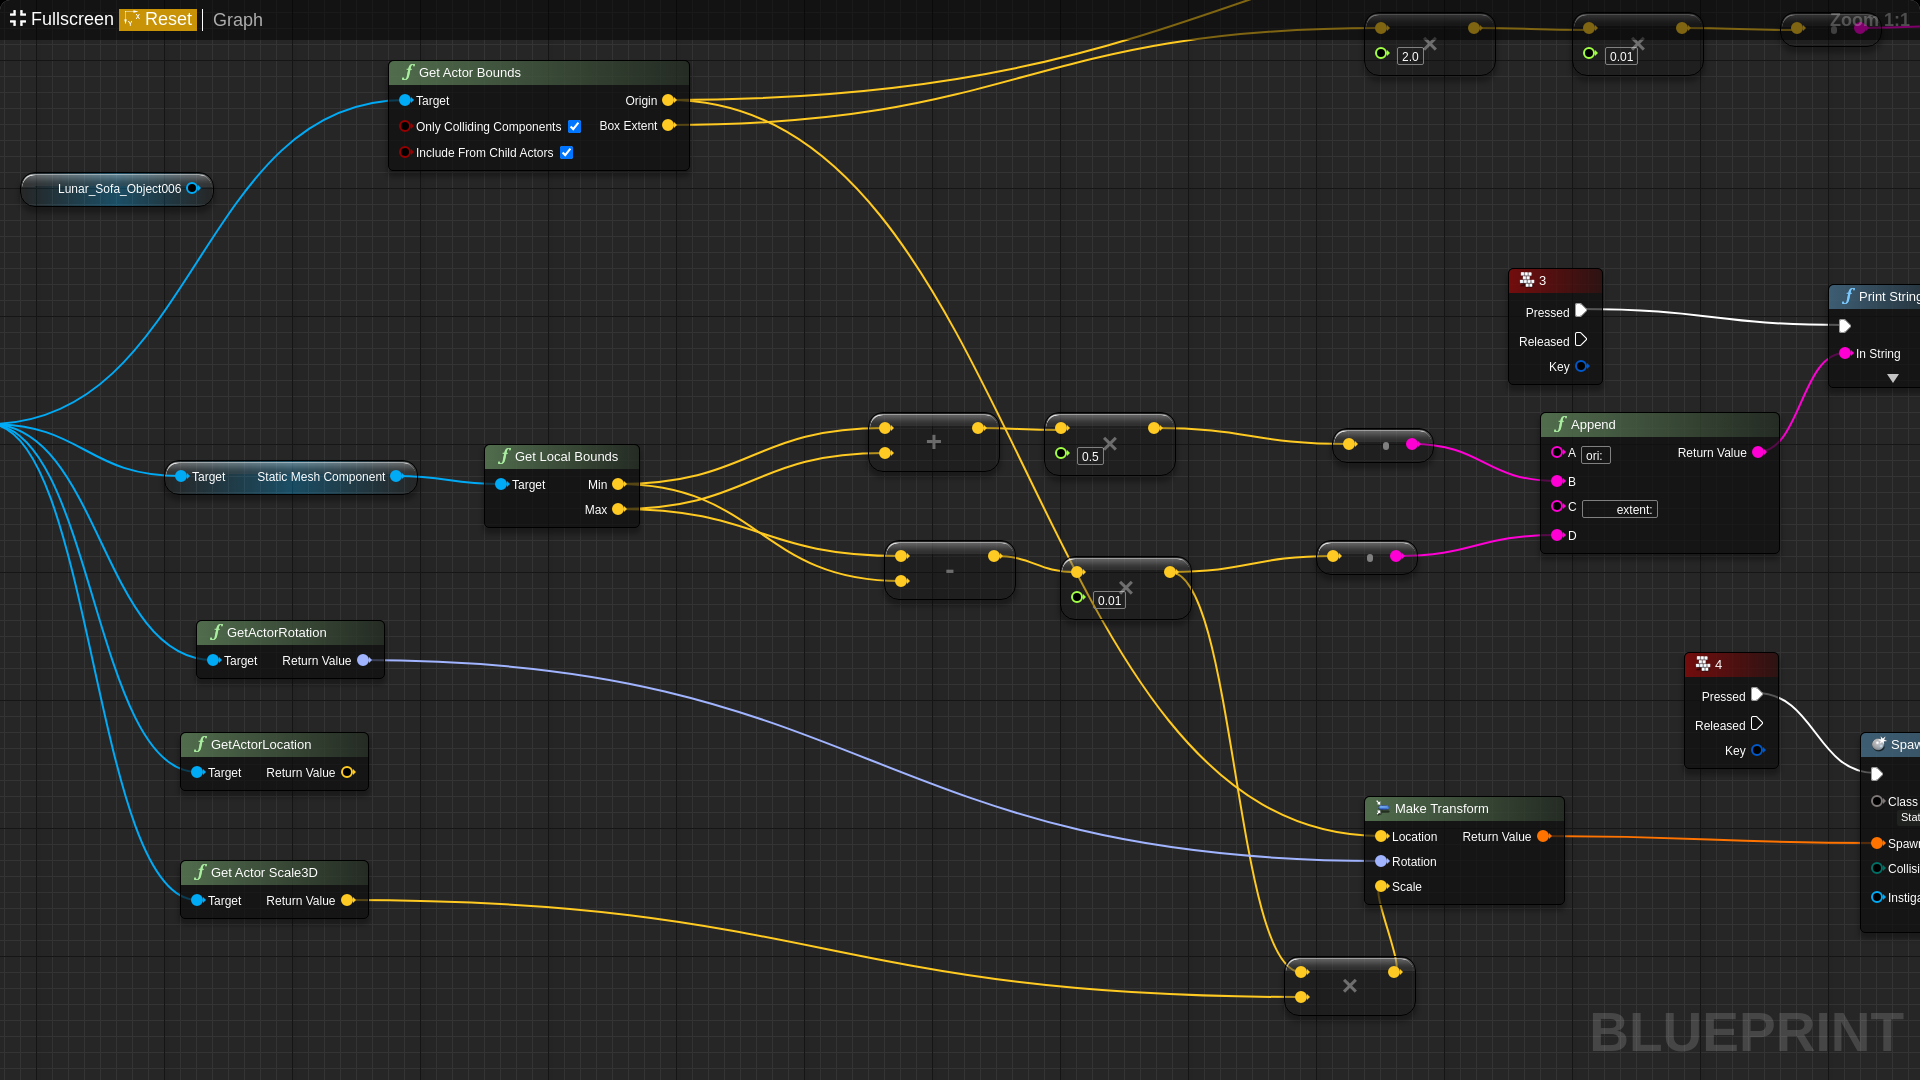 Fullscreen Reset Graph
Zoom 1:1
2.0
0.01
Get Actor Bounds
Target Origin
Only Colliding Components Box Extent
Include From Child Actors
Lunar_Sofa_Object006
3
Pressed
Released
Key
Print String
In String
Append
A ori: Return Value
B
C extent:
D
+
×
0.5
Target Static Mesh Component
Get Local Bounds
Target Min
Max
-
×
0.01
GetActorRotation
Target Return Value
4
Pressed
Released
Key
GetActorLocation
Target Return Value
Spaw
Class
Stat
Spawn
Collisi
Instiga
Make Transform
Location Return Value
Rotation
Scale
Get Actor Scale3D
Target Return Value
×
BLUEPRINT